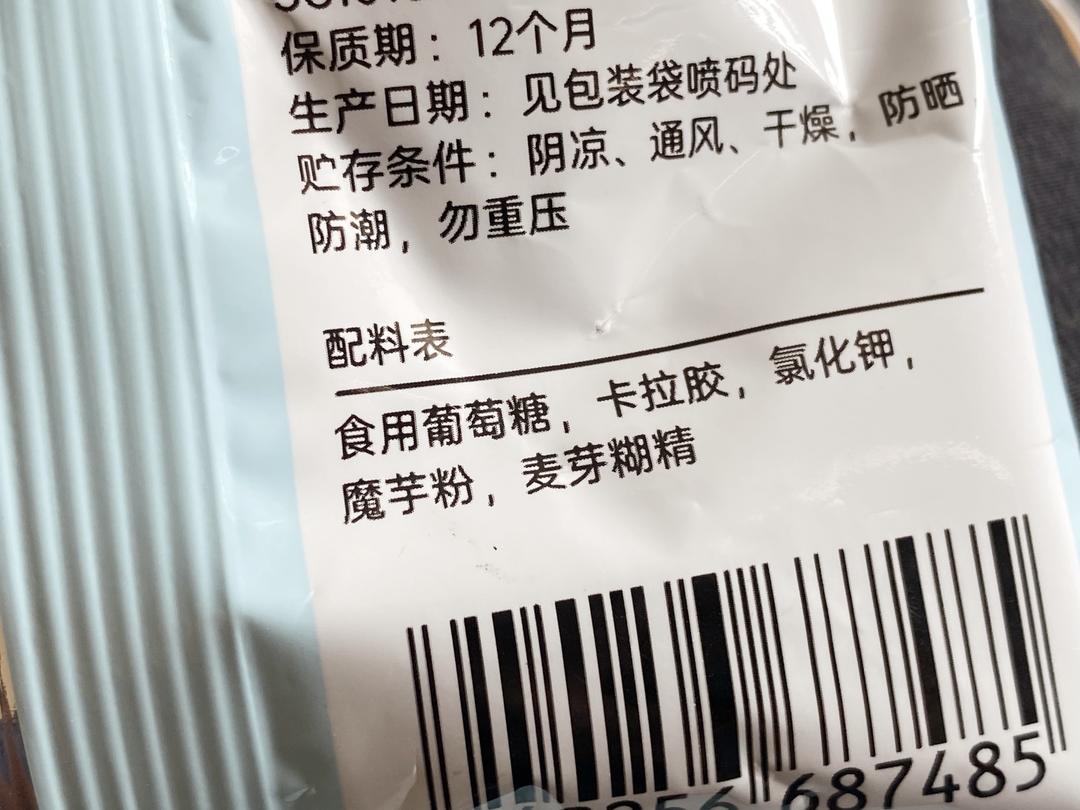 保质期：12个月
生产日期：见包装袋喷码处
贮存条件：阴凉、通风、干燥，防晒，
防潮，勿重压
配料表
食用葡萄糖，卡拉胶，氯化钾，
魔芋粉，麦芽糊精
687485